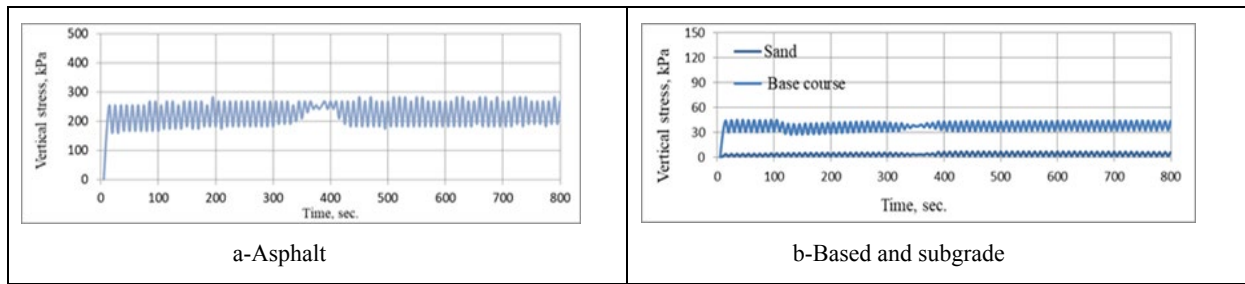 500
400
300
200
100
0
Vertical stress, kPa
0 100 200 300 400 500 600 700 800
Time, sec.
a-Asphalt
150
120
90
60
30
0
Vertical stress, kPa
Sand
Base course
0 100 200 300 400 500 600 700 800
Time, sec.
b-Based and subgrade